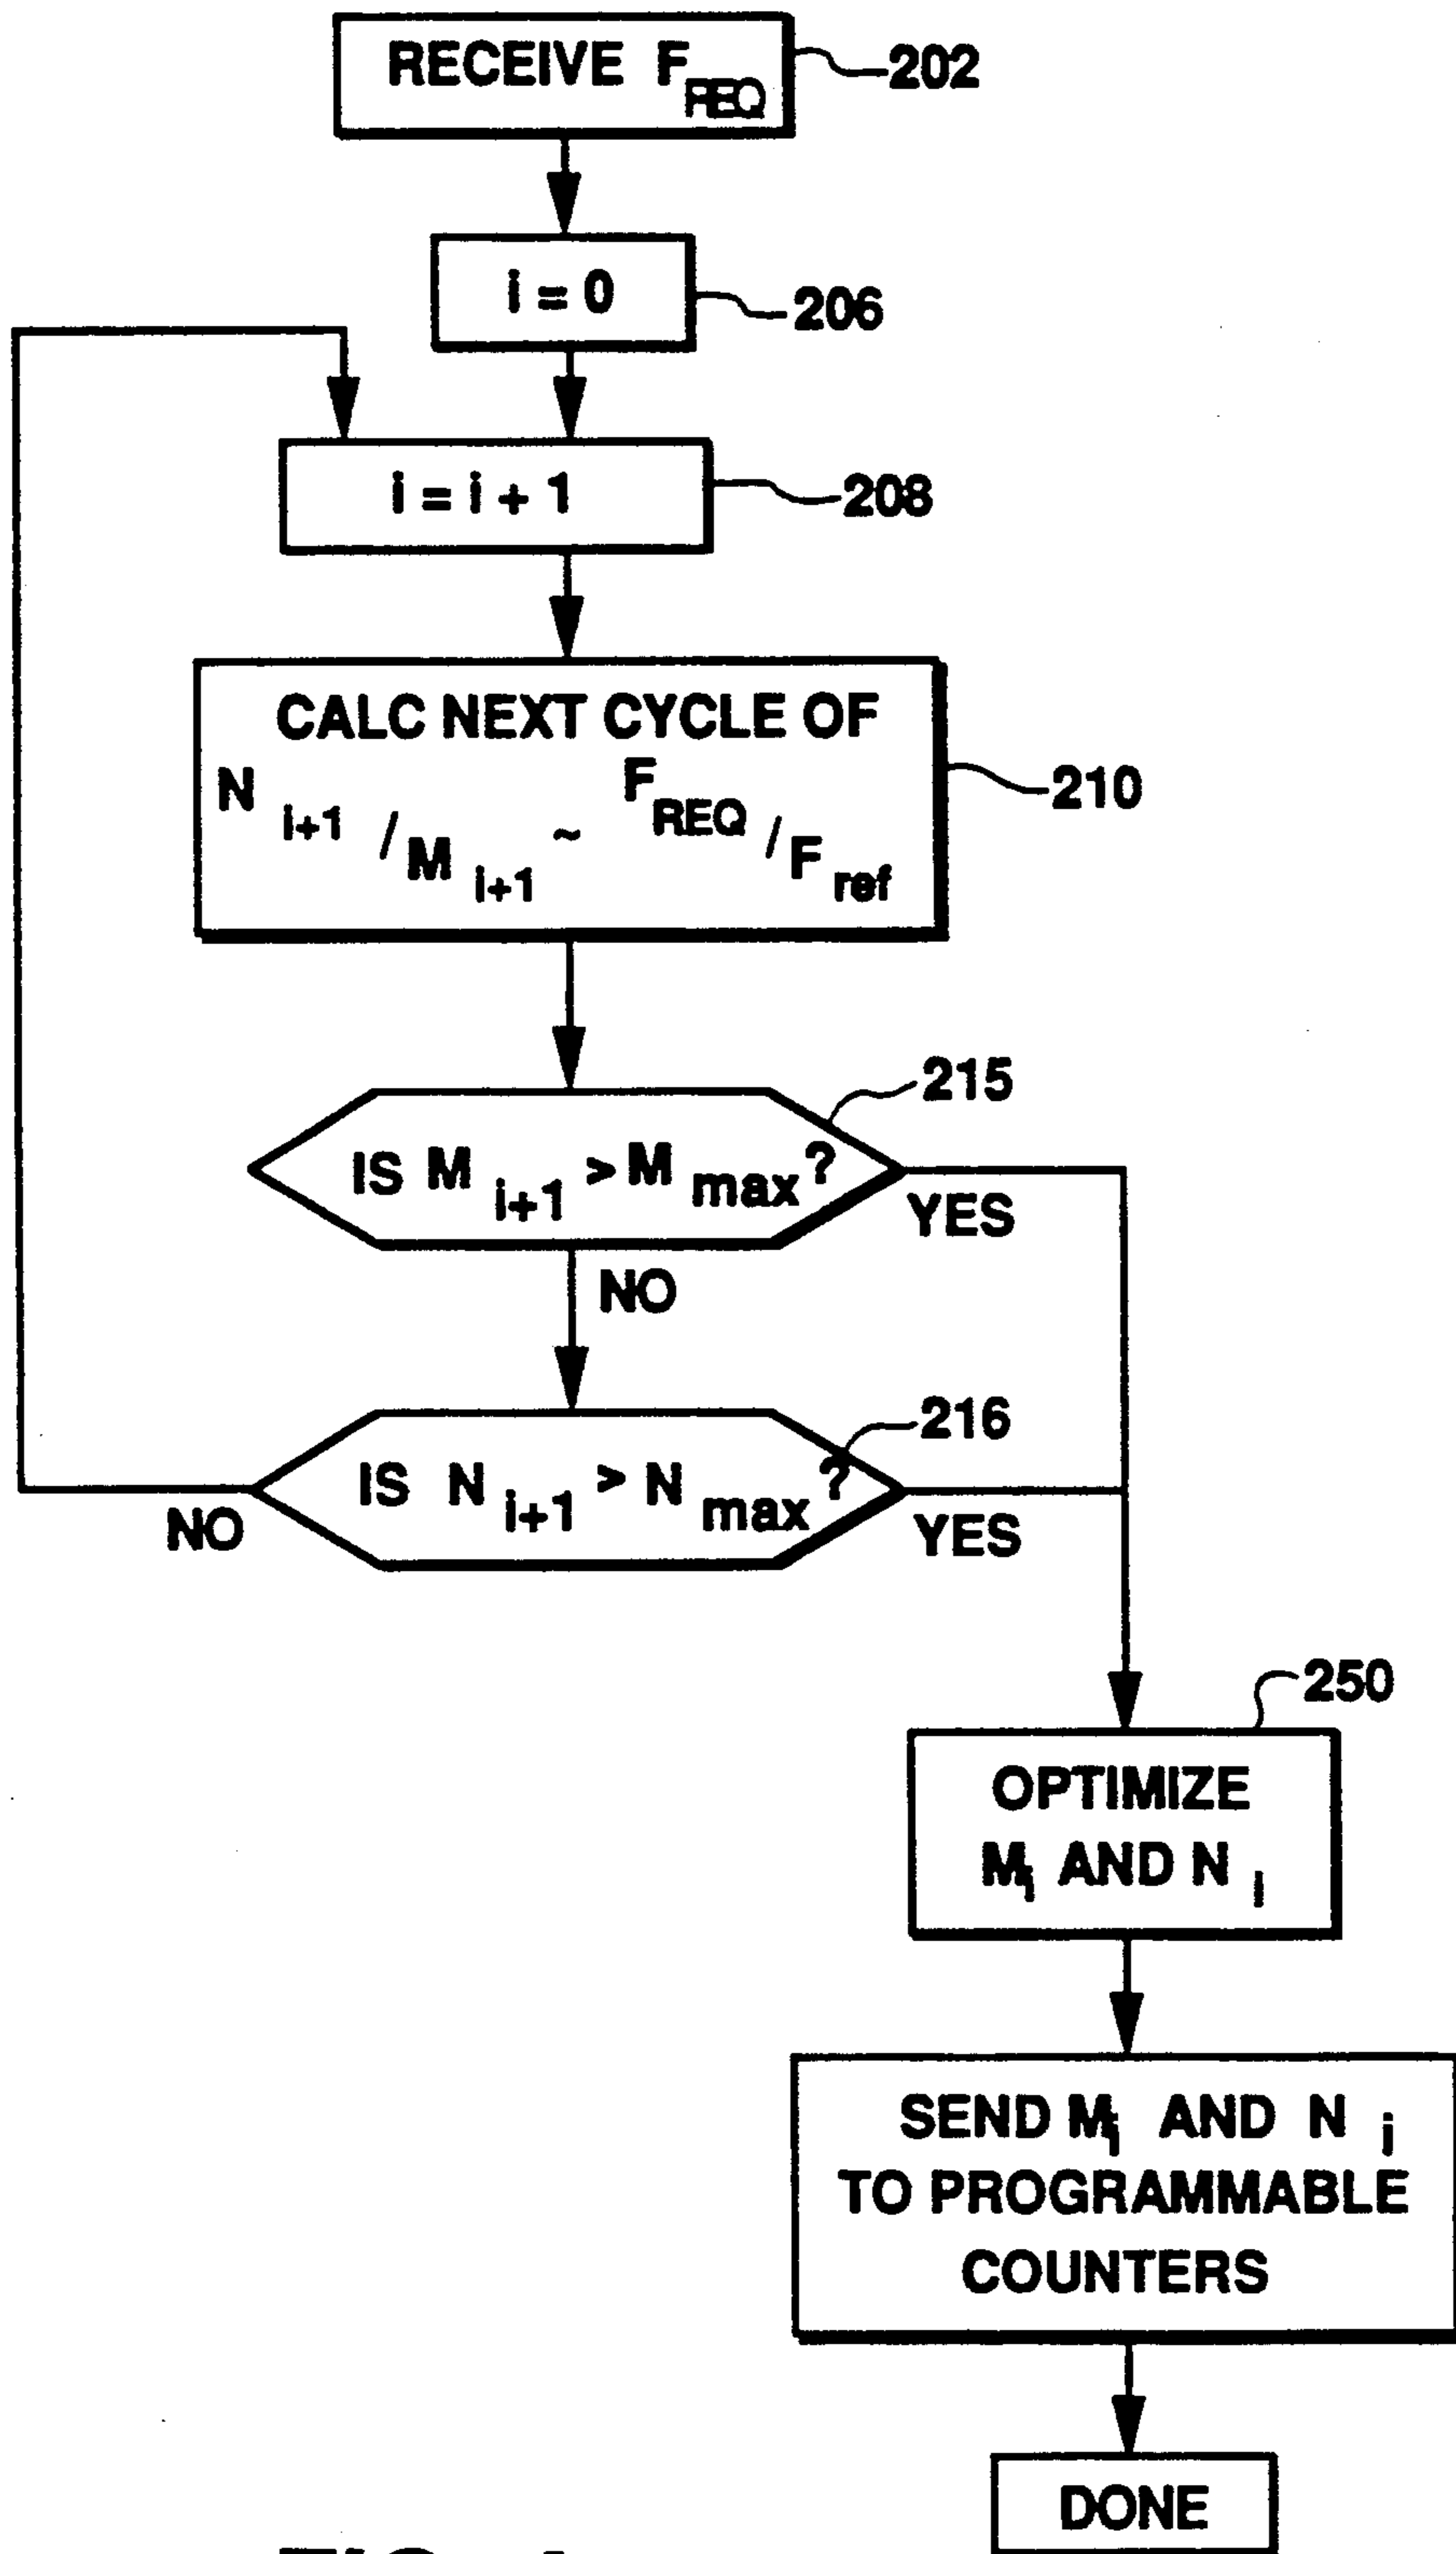 RECEIVE F REQ
202
i = 0
206
i = i + 1
208
CALC NEXT CYCLE OF
N i+1 / M i+1 ~ F REQ / F ref
210
215
IS M i+1 > M max ?
YES
NO
216
IS N i+1 > N max ?
NO
YES
250
OPTIMIZE
M i AND N i
SEND M i AND N i
TO PROGRAMMABLE
COUNTERS
DONE